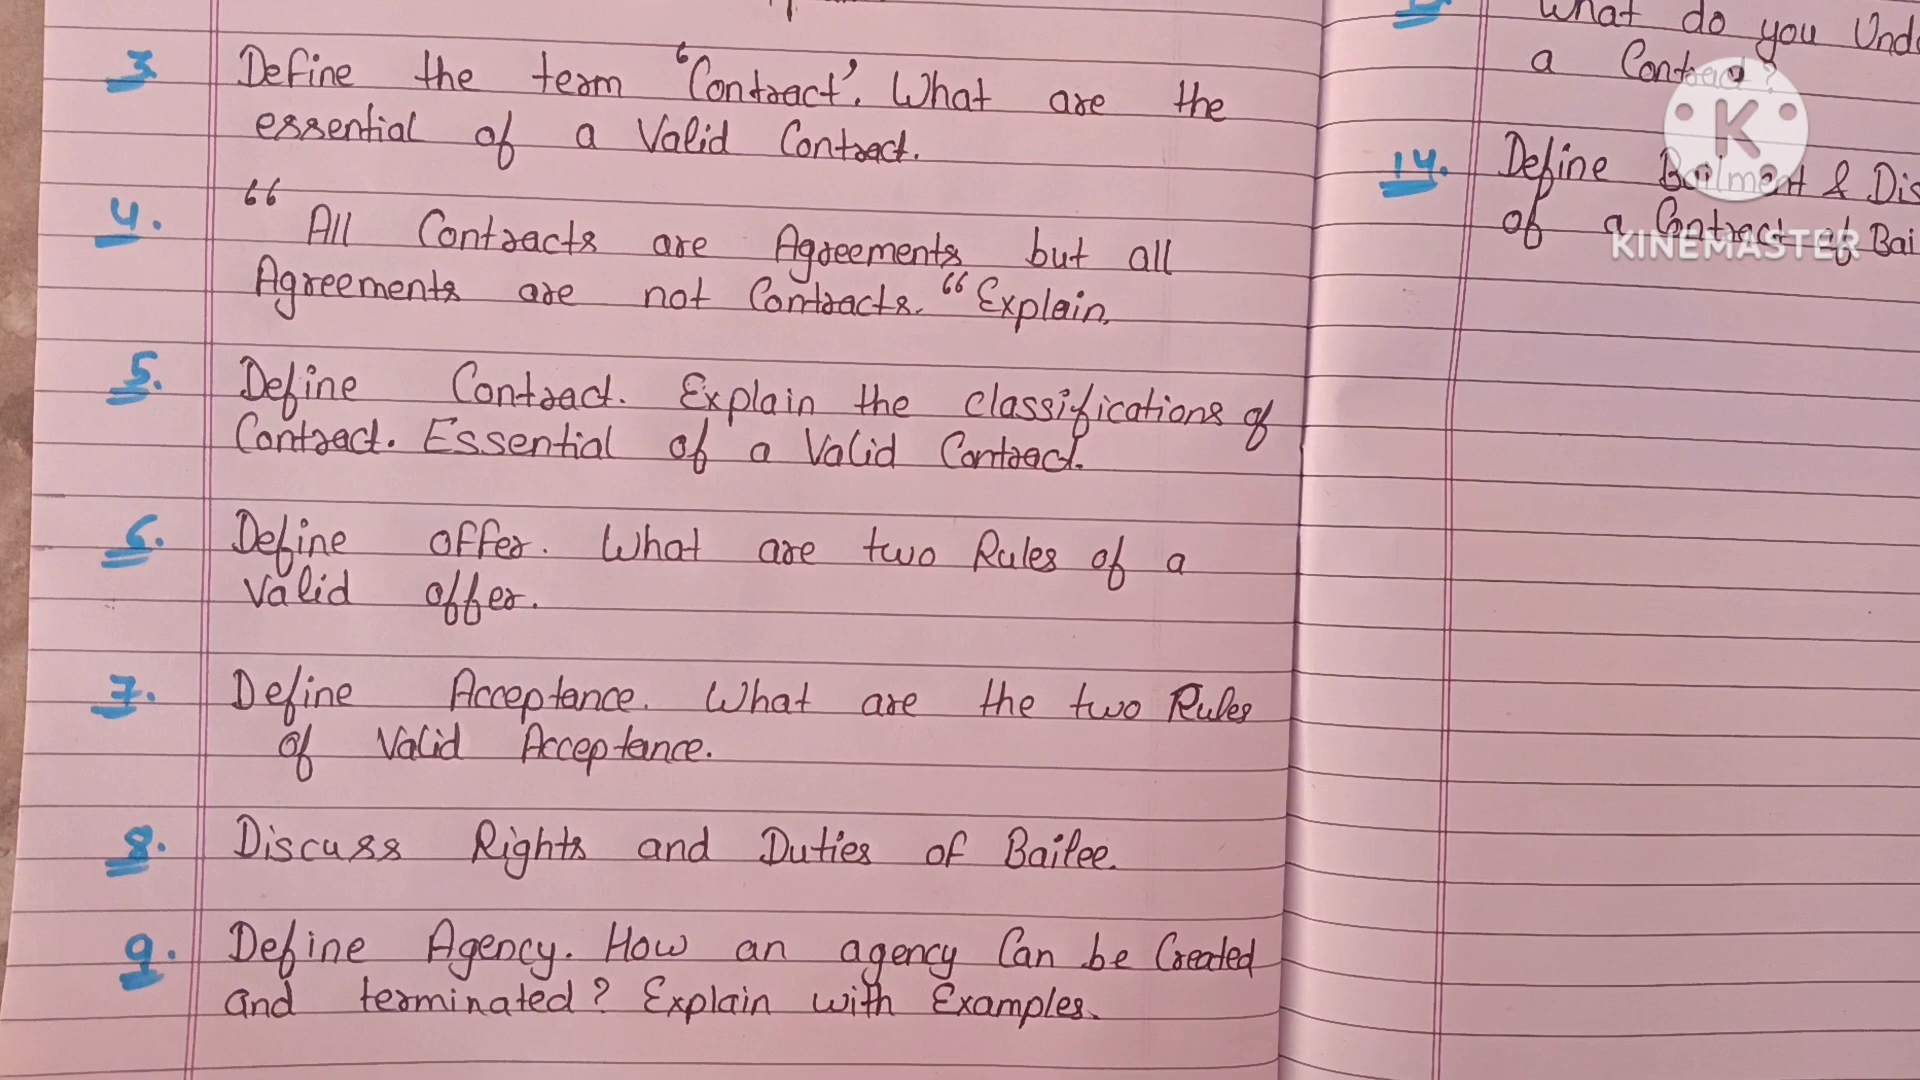 3. Define the term 'Contract'. What are the
essential of a Valid Contract.
4. "All Contracts are Agreements but all
Agreements are not Contracts." Explain.
5. Define Contract. Explain the classifications of
Contract. Essential of a Valid Contract.
6. Define offer. What are two Rules of a
Valid offer.
7. Define Acceptance. What are the two Rules
of Valid Acceptance.
8. Discuss Rights and Duties of Bailee.
9. Define Agency. How an agency Can be Created
and terminated? Explain with Examples.
What do you
a Contract?
14. Define Bailment &
of a Contract of
KINEMASTER